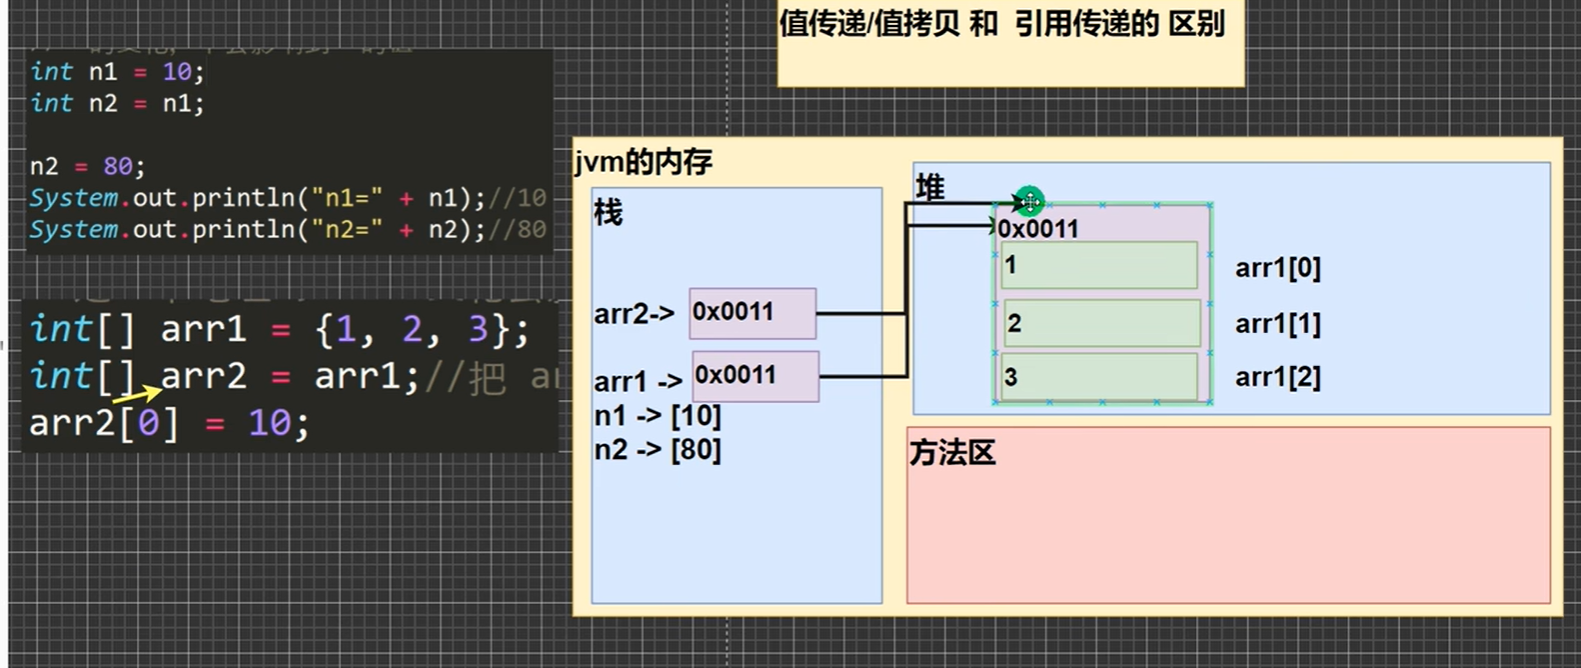 值传递/值拷贝 和 引用传递的 区别
int n1 = 10;
int n2 = n1;
n2 = 80;
System.out.println("n1=" + n1);//10
System.out.println("n2=" + n2);//80
int[] arr1 = {1, 2, 3};
int[] arr2 = arr1;//把
arr2[0] = 10;
jvm的内存
栈
arr2-> 0x0011
arr1 -> 0x0011
n1 -> [10]
n2 -> [80]
堆
0x0011
1 arr1[0]
2 arr1[1]
3 arr1[2]
方法区